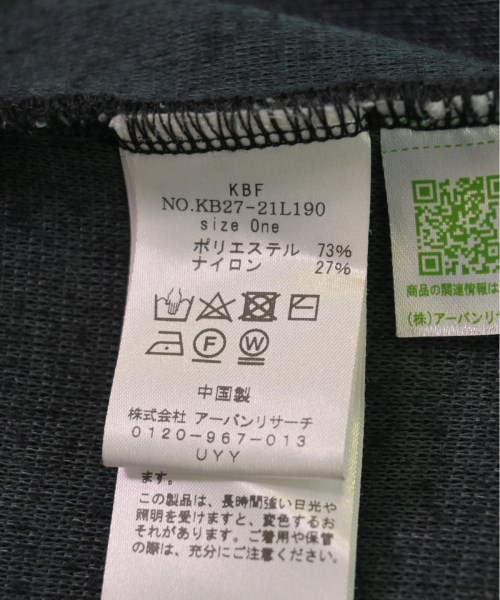 KBF
NO.KB27-21L190
size One
ポリエステル 73%
ナイロン 27%
F W
中国製
株式会社 アーバンリサーチ
0120-967-013
UYY
ます。
この製品は、長時間強い日光や
照明を受けますと、変色するお
それがあります。ご着用や保管
の際は、充分にご注意ください。
商品の関連情報は
(株)アーバンリサ